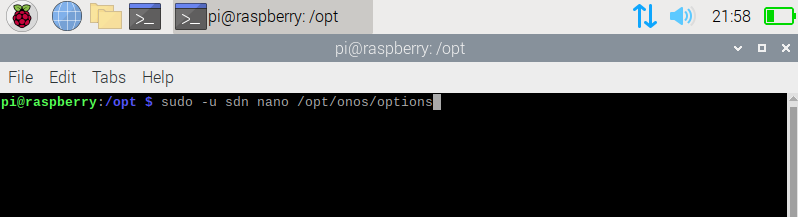 pi@raspberry: /opt 21:58
pi@raspberry: /opt
File Edit Tabs Help
pi@raspberry:/opt $ sudo -u sdn nano /opt/onos/options